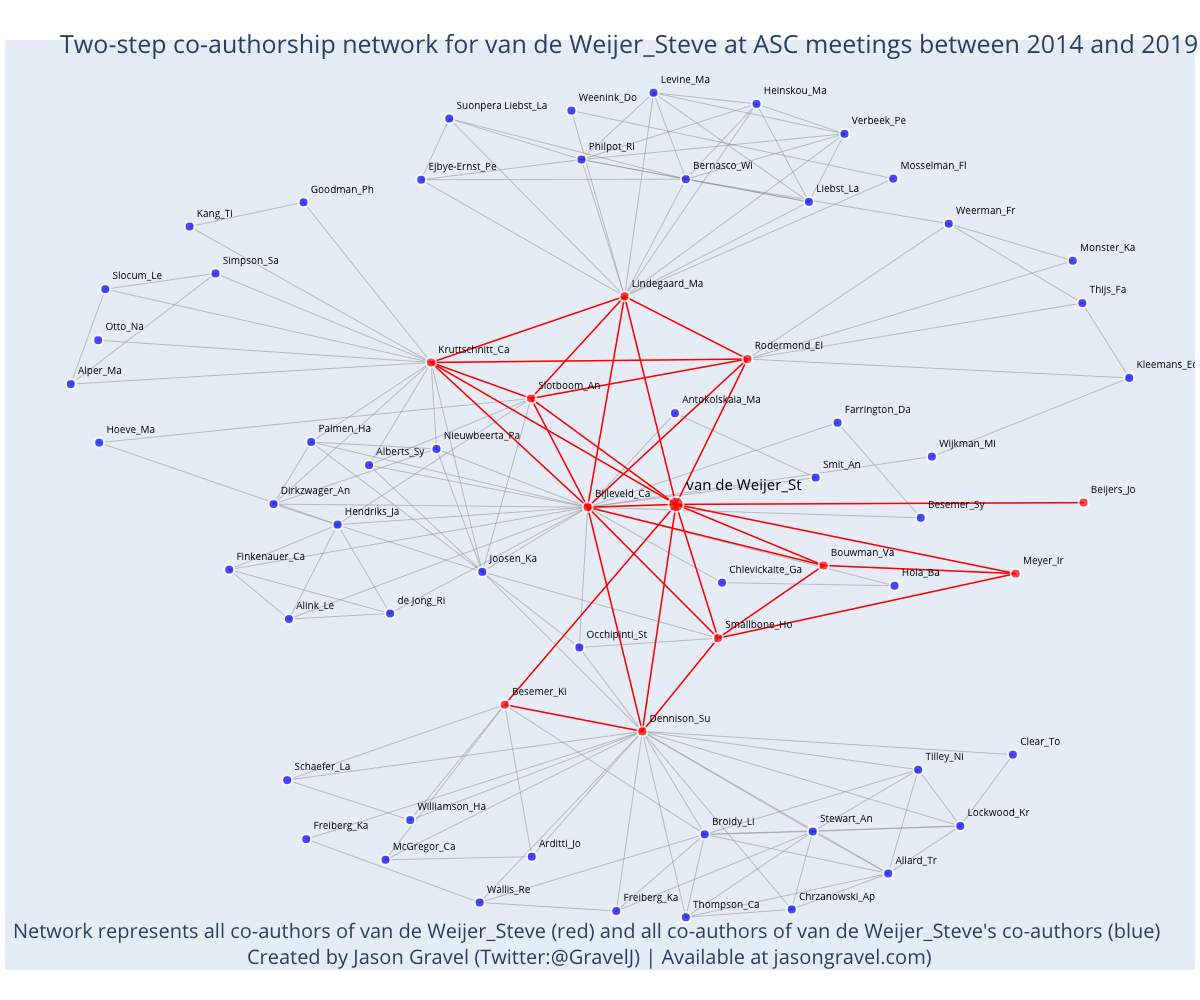 Two-step co-authorship network for van de Weijer_Steve at ASC meetings between 2014 and 2019
Levine_Ma
Heinskou_Ma
Weenink_Do
Suonpera Liebst_La
Verbeek_Pe
Philpot_Ri
Ejbye-Ernst_Pe
Bernasco_Wi
Mosselman_Fl
Goodman_Ph
Liebst_La
Kang_Ti
Weerman_Fr
Monster_Ka
Simpson_Sa
Slocum_Le
Lindegaard_Ma
Thijs_Fa
Otto_Na
Kruttschnitt_Ca
Rodermond_El
Alper_Ma
Kleemans_Ed
Slotboom_An
Antokolskaia_Ma
Farrington_Da
Hoeve_Ma
Palmen_Ha
Nieuwbeerta_Pa
Wijkman_Mi
Alberts_Sy
Smit_An
Dirkzwager_An
Bijleveld_Ca
van de Weijer_St
Beijers_Jo
Hendriks_Ja
Besemer_Sy
Finkenauer_Ca
Joosen_Ka
Bouwman_Va
Meyer_Ir
Chlevickaite_Ga
Hola_Ba
Alink_Le
de Jong_Ri
Smallbone_Ho
Occhipinti_St
Besemer_Ki
Dennison_Su
Clear_To
Schaefer_La
Tilley_Ni
Williamson_Ha
Freiberg_Ka
Broidy_Li
Stewart_An
Lockwood_Kr
McGregor_Ca
Arditti_Jo
Allard_Tr
Wallis_Re
Freiberg_Ka
Thompson_Ca
Chrzanowski_Ap
Network represents all co-authors of van de Weijer_Steve (red) and all co-authors of van de Weijer_Steve's co-authors (blue)
Created by Jason Gravel (Twitter:@GravelJ) | Available at jasongravel.com)